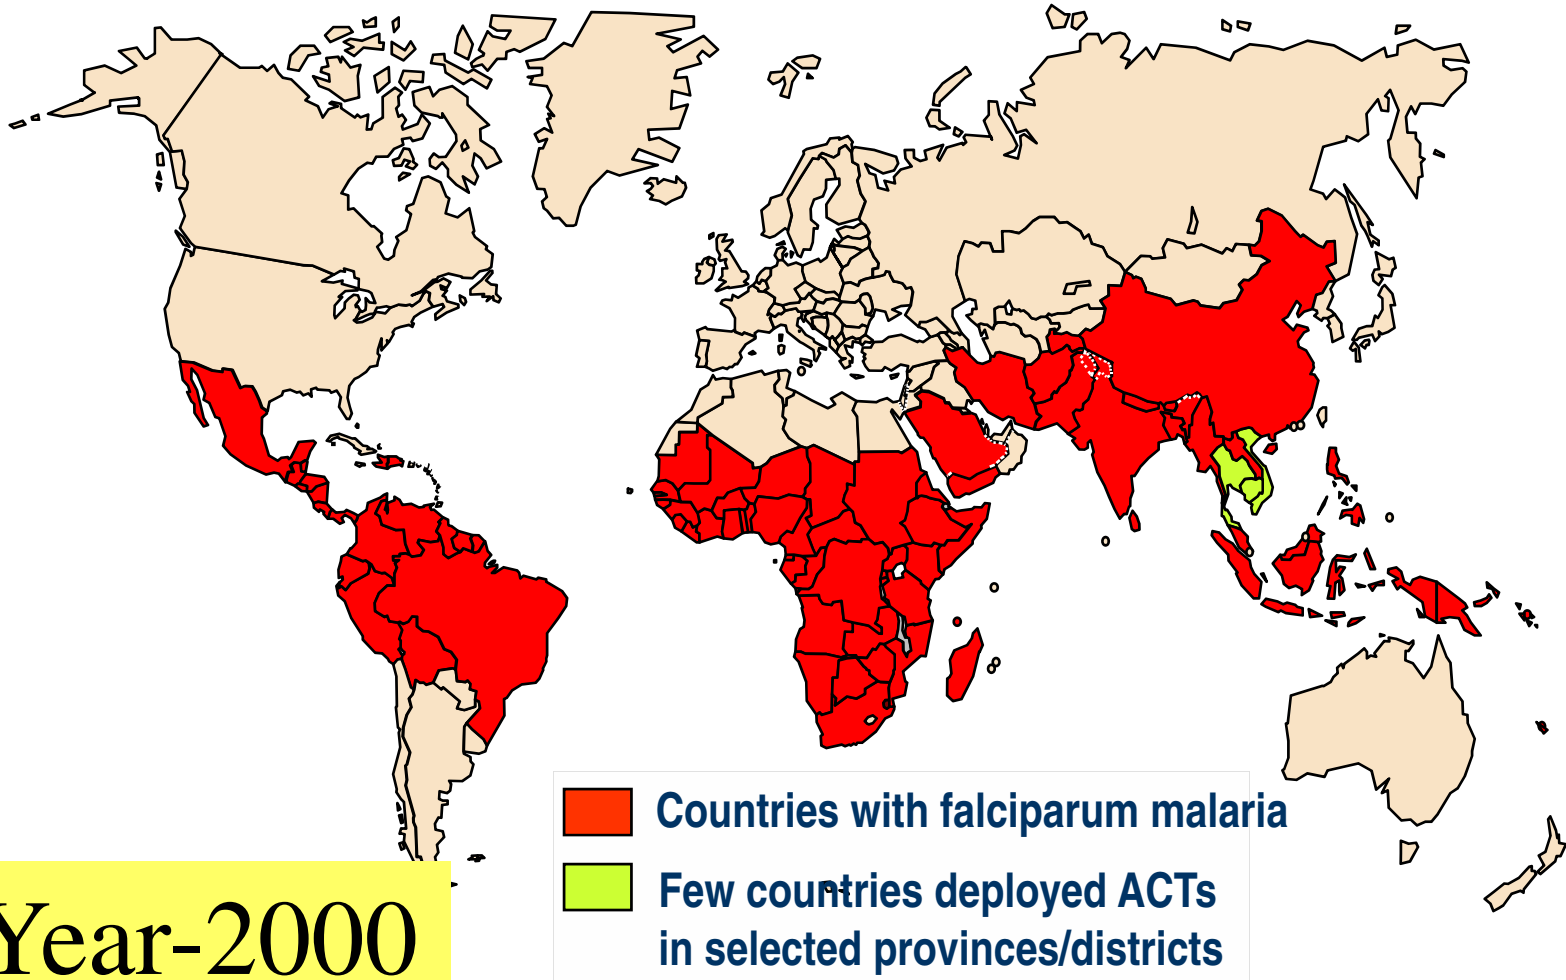 Countries with falciparum malaria
Few countries deployed ACTs
in selected provinces/districts
Year-2000